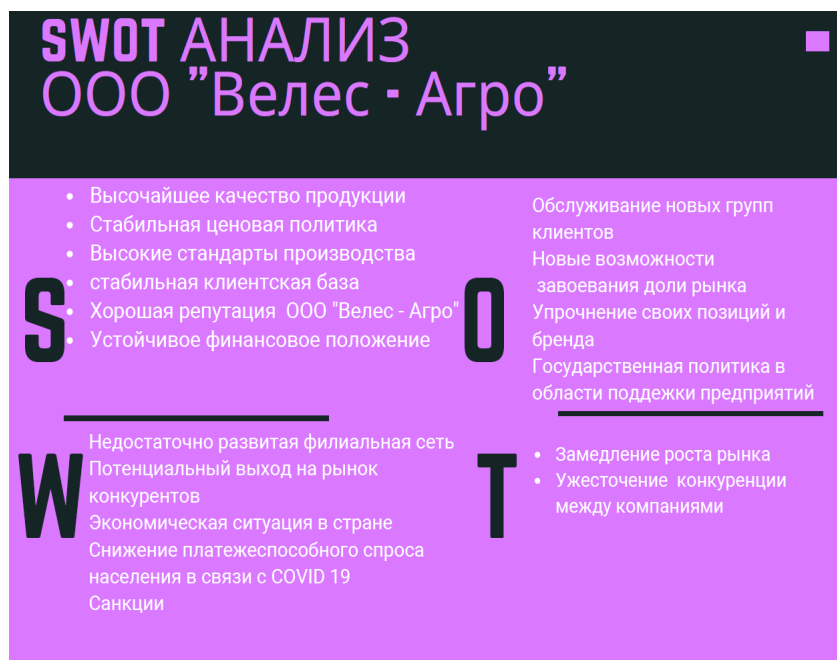 SWOT АНАЛИЗ
ООО "Велес - Агро"
S
• Высочайшее качество продукции
• Стабильная ценовая политика
• Высокие стандарты производства
• стабильная клиентская база
• Хорошая репутация ООО "Велес - Агро"
• Устойчивое финансовое положение
O
Обслуживание новых групп
клиентов
Новые возможности
завоевания доли рынка
Упрочнение своих позиций и
бренда
Государственная политика в
области поддежки предприятий
W
Недостаточно развитая филиальная сеть
Потенциальный выход на рынок
конкурентов
Экономическая ситуация в стране
Снижение платежеспособного спроса
населения в связи с COVID 19
Санкции
T
• Замедление роста рынка
• Ужесточение конкуренции
между компаниями